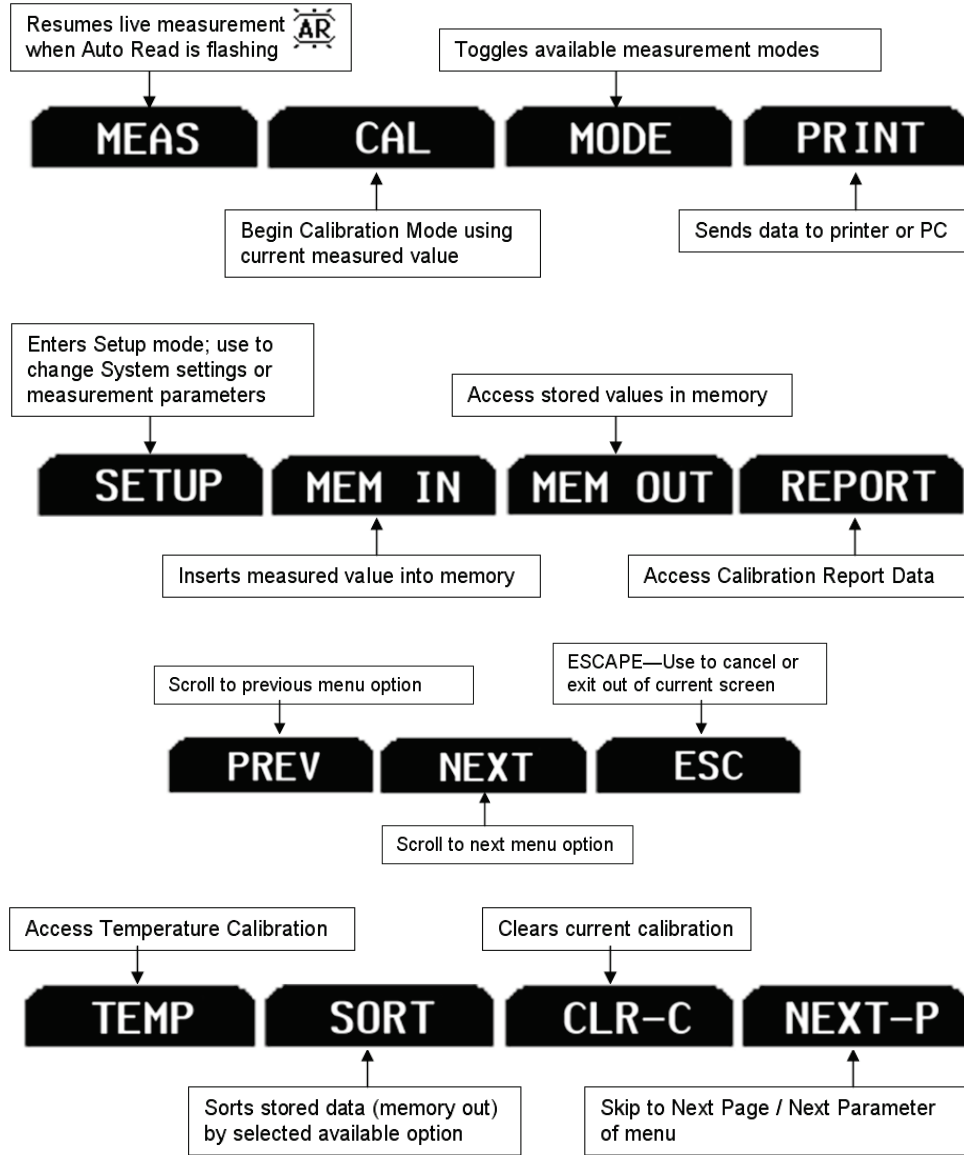 Resumes live measurement
when Auto Read is flashing AR
Toggles available measurement modes
MEAS CAL MODE PRINT
Begin Calibration Mode using
current measured value
Sends data to printer or PC
Enters Setup mode; use to
change System settings or
measurement parameters
Access stored values in memory
SETUP MEM IN MEM OUT REPORT
Inserts measured value into memory
Access Calibration Report Data
Scroll to previous menu option
ESCAPE—Use to cancel or
exit out of current screen
PREV NEXT ESC
Scroll to next menu option
Access Temperature Calibration
Clears current calibration
TEMP SORT CLR-C NEXT-P
Sorts stored data (memory out)
by selected available option
Skip to Next Page / Next Parameter
of menu